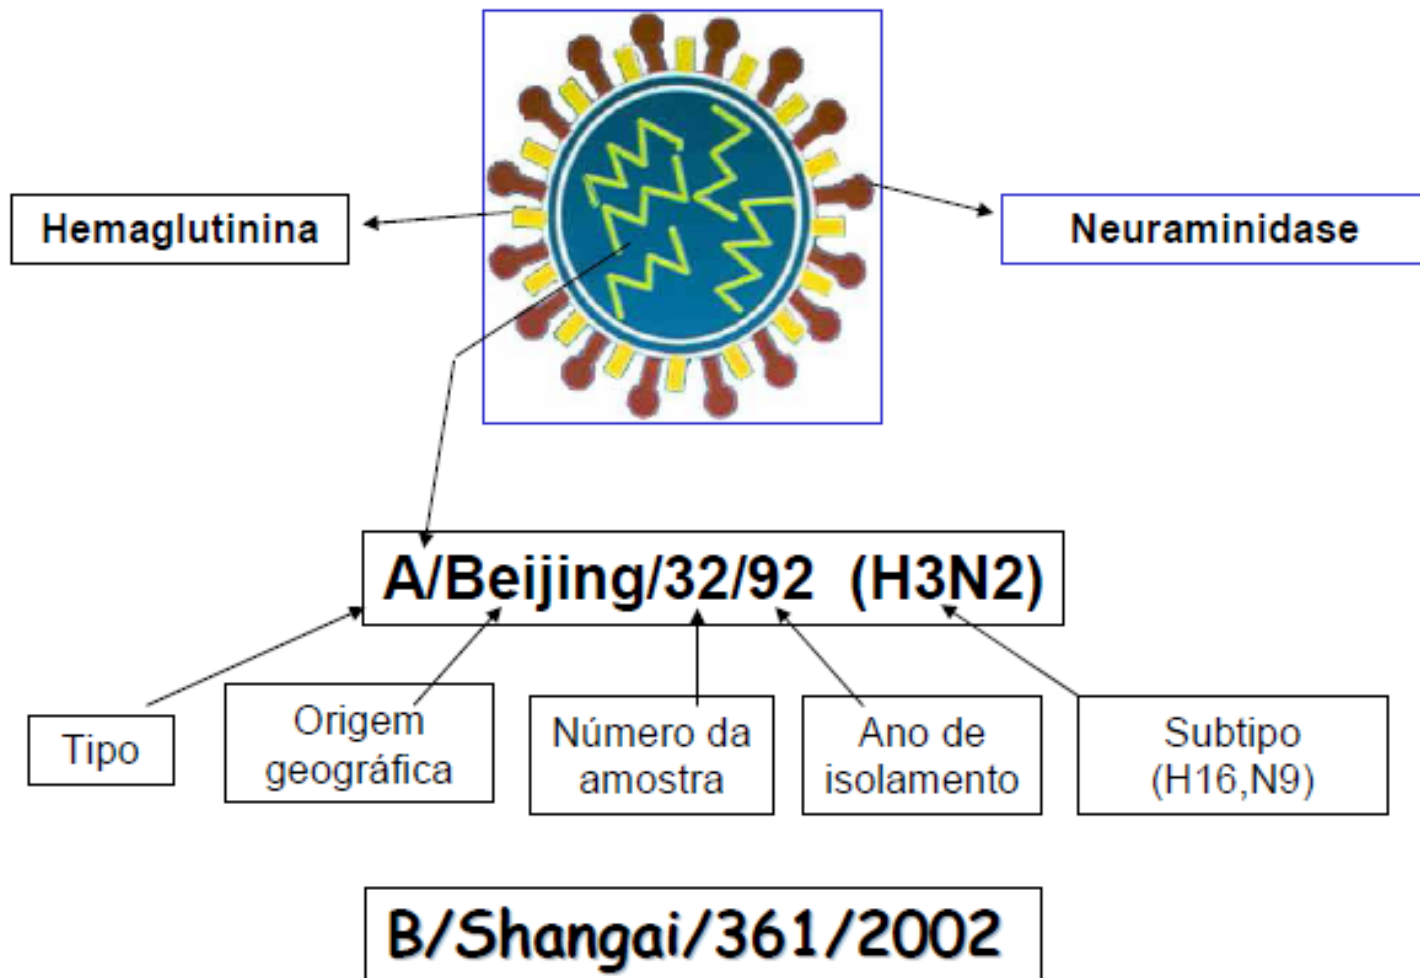 Hemaglutinina
Neuraminidase
A/Beijing/32/92 (H3N2)
Tipo
Origem
geográfica
Número da
amostra
Ano de
isolamento
Subtipo
(H16,N9)
B/Shangai/361/2002